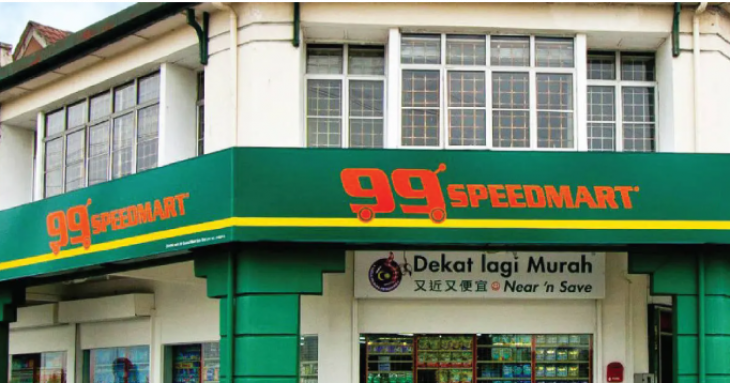 99 SPEEDMART
99 SPEEDMART
Dekat lagi Murah
又近又便宜 Near 'n Save